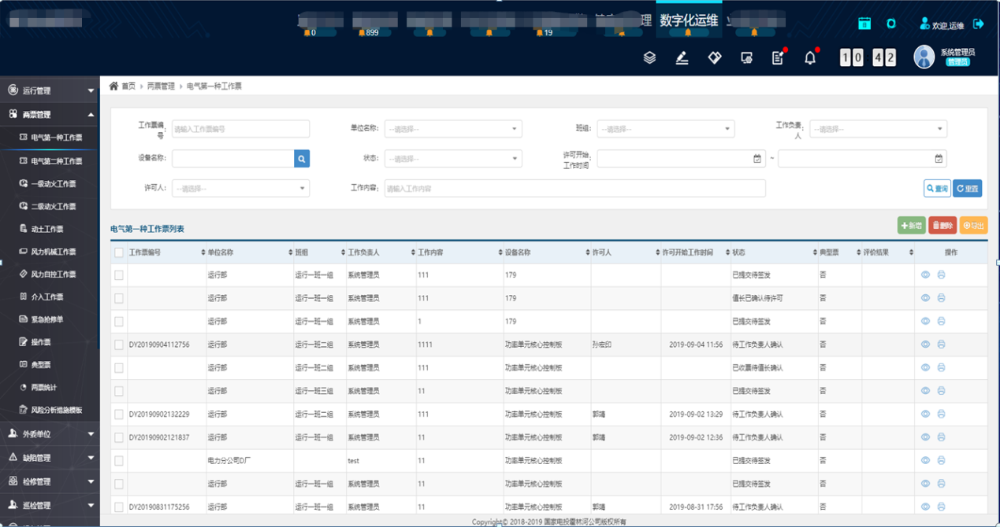 理 数字化运维
0 899 19
欢迎,运维
10 42 系统管理员
管理员
运行管理
两票管理
电气第一种工作票
电气第二种工作票
一级动火工作票
二级动火工作票
动土工作票
风力机械工作票
风力自控工作票
介入工作票
紧急抢修单
操作票
典型票
两票统计
风险分析措施模板
外委单位
缺陷管理
检修管理
巡检管理
首页 两票管理 电气第一种工作票
工作票编号: 请输入工作票编号 单位名称: --请选择-- 班组: --请选择-- 工作负责人: --请选择--
设备名称: 状态: --请选择-- 许可开始工作时间: ~
许可人: --请选择-- 工作内容: 请输入工作内容 查询 重置
电气第一种工作票列表 新增 删除 导出
工作票编号 单位名称 班组 工作负责人 工作内容 设备名称 许可人 许可开始工作时间 状态 典型票 评价结果 操作
运行部 运行一班一组 系统管理员 111 179 已提交待签发 否
运行部 运行一班一组 系统管理员 111 179 值长已确认待许可 否
运行部 运行一班一组 系统管理员 1 179 已提交待签发 否
DY20190904112756 运行部 运行一班二组 系统管理员 1111 功率单元核心控制板 孙宏印 2019-09-04 11:56 待工作负责人确认 否
运行部 运行一班二组 系统管理员 111 功率单元核心控制板 已收票待值长确认 否
运行部 运行一班三组 系统管理员 11 功率单元核心控制板 已提交待签发 否
DY20190902132229 运行部 运行一班二组 系统管理员 111 功率单元核心控制板 郭靖 2019-09-02 13:29 待工作负责人确认 否
DY20190902121837 运行部 运行一班一组 系统管理员 11 功率单元核心控制板 郭靖 2019-09-02 12:36 待工作负责人确认 否
电力分公司D厂 test 11 功率单元核心控制板 已提交待签发 否
运行部 运行一班一组 系统管理员 11 功率单元核心控制板 已提交待签发 否
DY20190831175256 运行部 运行一班一组 系统管理员 11 功率单元核心控制板 郭靖 2019-08-31 17:56 待工作负责人确认 否
Copyright© 2018-2019 国家电投霍林河公司版权所有